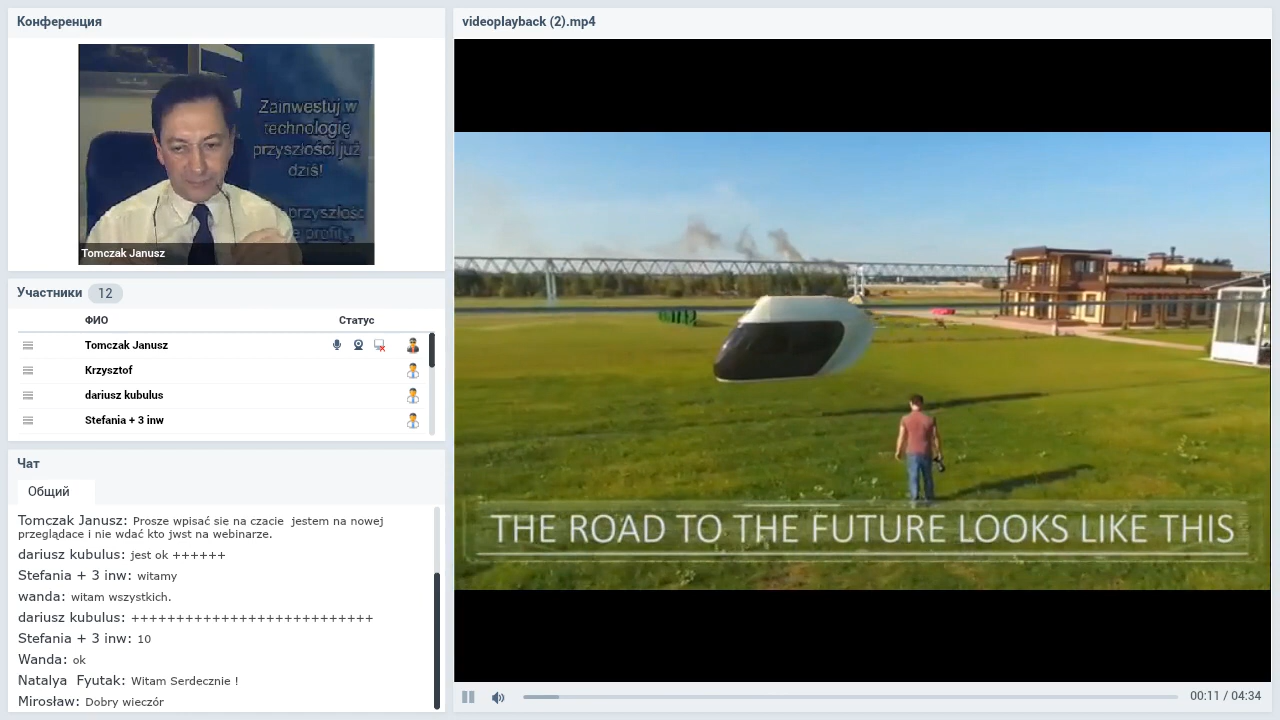 Конференция
Zainwestuj w
technologię
przyszłości już
dziś!
profity.
Tomczak Janusz
Участники 12
ФИО Статус
Tomczak Janusz
Krzysztof
dariusz kubulus
Stefania + 3 inw
Чат
Общий
Tomczak Janusz: Prosze wpisać sie na czacie jestem na nowej
przeglądace i nie wdać kto jwst na webinarze.
dariusz kubulus: jest ok ++++++
Stefania + 3 inw: witamy
wanda: witam wszystkich.
dariusz kubulus: +++++++++++++++++++++++++++
Stefania + 3 inw: 10
Wanda: ok
Natalya Fyutak: Witam Serdecznie !
Mirosław: Dobry wieczór
videoplayback (2).mp4
THE ROAD TO THE FUTURE LOOKS LIKE THIS
00:11 / 04:34